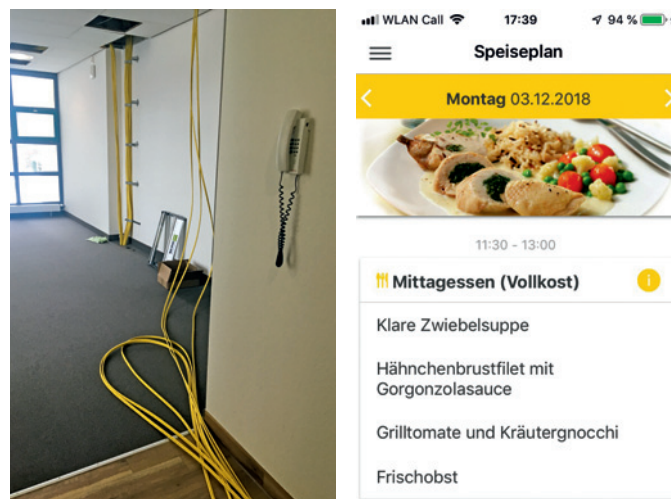 WLAN Call 17:39 94 %
Speiseplan
Montag 03.12.2018
11:30 - 13:00
Mittagessen (Vollkost)
i
Klare Zwiebelsuppe
Hähnchenbrustfilet mit
Gorgonzolasauce
Grilltomate und Kräutergnocchi
Frischobst